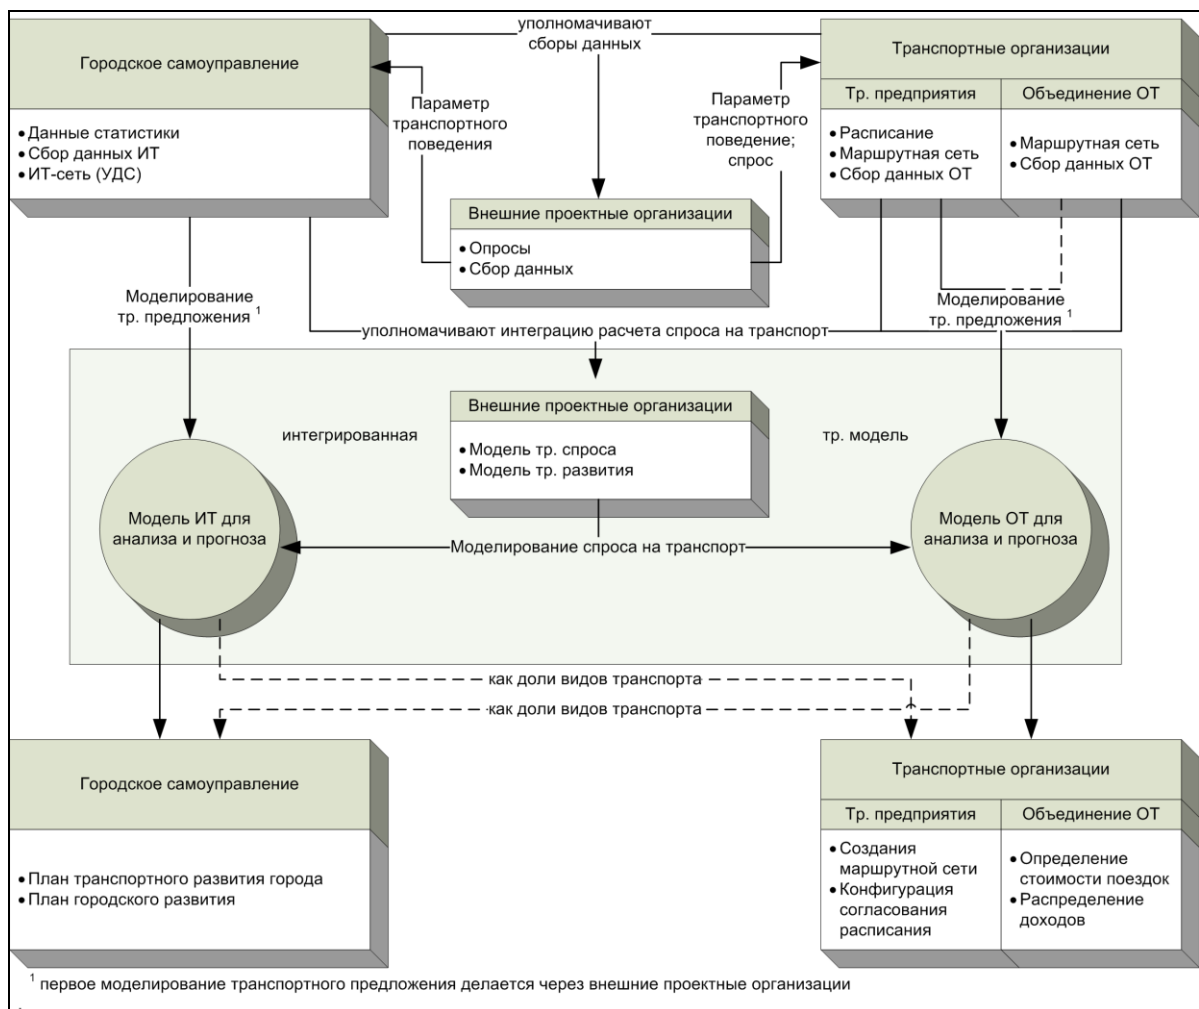 уполномачивают
сборы данных
Городское самоуправление
• Данные статистики
• Сбор данных ИТ
• ИТ-сеть (УДС)
Параметр
транспортного
поведения
Параметр
транспортного
поведение;
спрос
Транспортные организации
Тр. предприятия
Объединение ОТ
• Расписание
• Маршрутная сеть
• Сбор данных ОТ
• Маршрутная сеть
• Сбор данных ОТ
Внешние проектные организации
• Опросы
• Сбор данных
Моделирование
тр. предложения 1
Моделирование
тр. предложения 1
уполномачивают интеграцию расчета спроса на транспорт
Внешние проектные организации
• Модель тр. спроса
• Модель тр. развития
интегрированная
тр. модель
Модель ИТ для
анализа и прогноза
Моделирование спроса на транспорт
Модель ОТ для
анализа и прогноза
как доли видов транспорта
как доли видов транспорта
Городское самоуправление
• План транспортного развития города
• План городского развития
Транспортные организации
Тр. предприятия
Объединение ОТ
• Создания
маршрутной сети
• Конфигурация
согласования
расписания
• Определение
стоимости поездок
• Распределение
доходов
1 первое моделирование транспортного предложения делается через внешние проектные организации